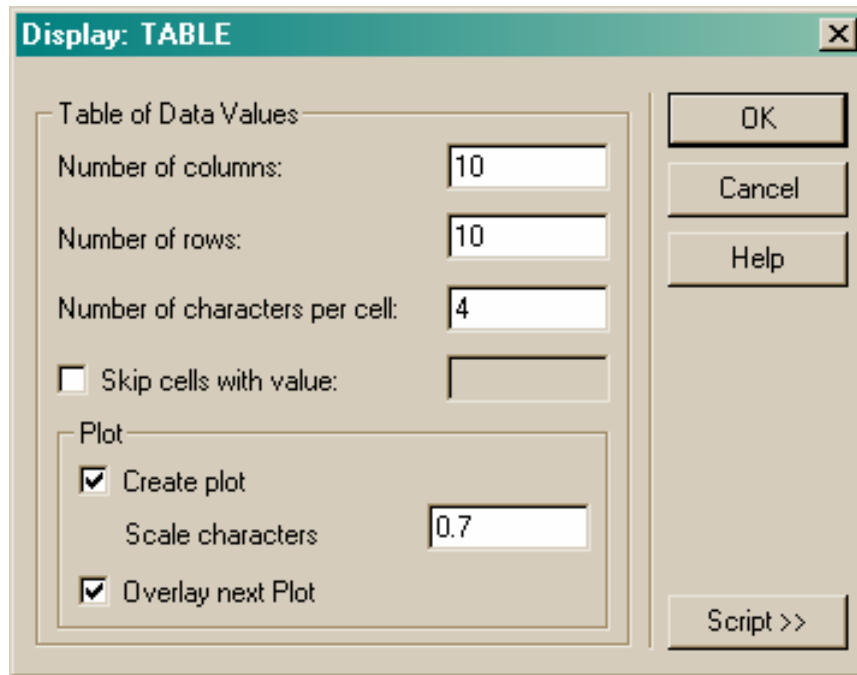 Display: TABLE
Table of Data Values
Number of columns: 10
Number of rows: 10
Number of characters per cell: 4
Skip cells with value:
Plot
Create plot
Scale characters 0.7
Overlay next Plot
OK
Cancel
Help
Script >>